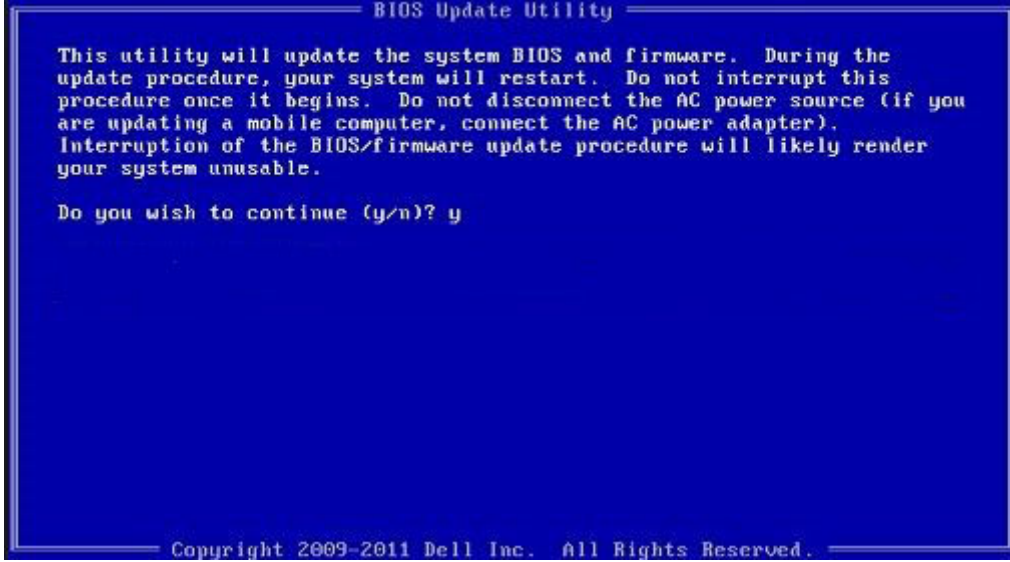 BIOS Update Utility
This utility will update the system BIOS and firmware. During the
update procedure, your system will restart. Do not interrupt this
procedure once it begins. Do not disconnect the AC power source (if you
are updating a mobile computer, connect the AC power adapter).
Interruption of the BIOS/firmware update procedure will likely render
your system unusable.
Do you wish to continue (y/n)? y
Copyright 2009-2011 Dell Inc. All Rights Reserved.